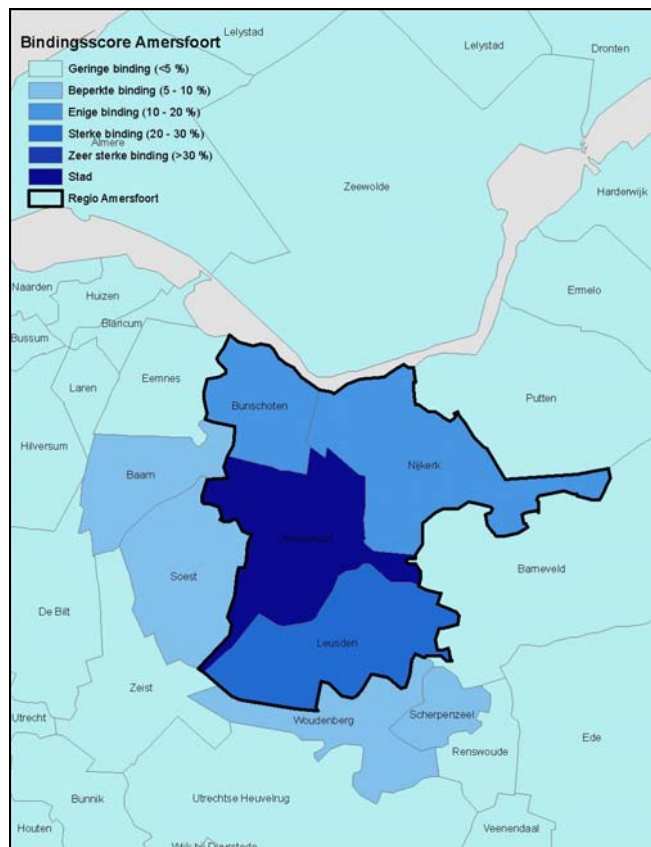 Bindingsscore Amersfoort
Geringe binding (<5 %)
Beperkte binding (5 - 10 %)
Enige binding (10 - 20 %)
Sterke binding (20 - 30 %)
Zeer sterke binding (>30 %)
Stad
Regio Amersfoort
Lelystad
Lelystad
Dronten
Almere
Zeewolde
Harderwijk
Naarden
Huizen
Ermelo
Blaricum
Bussum
Laren
Eemnes
Putten
Bunschoten
Hilversum
Nijkerk
Baarn
Amersfoort
Barneveld
Soest
De Bilt
Leusden
Zeist
Utrecht
Woudenberg
Scherpenzeel
Ede
Renswoude
Bunnik
Utrechtse Heuvelrug
Houten
Veenendaal
Wijk bij Duurstede